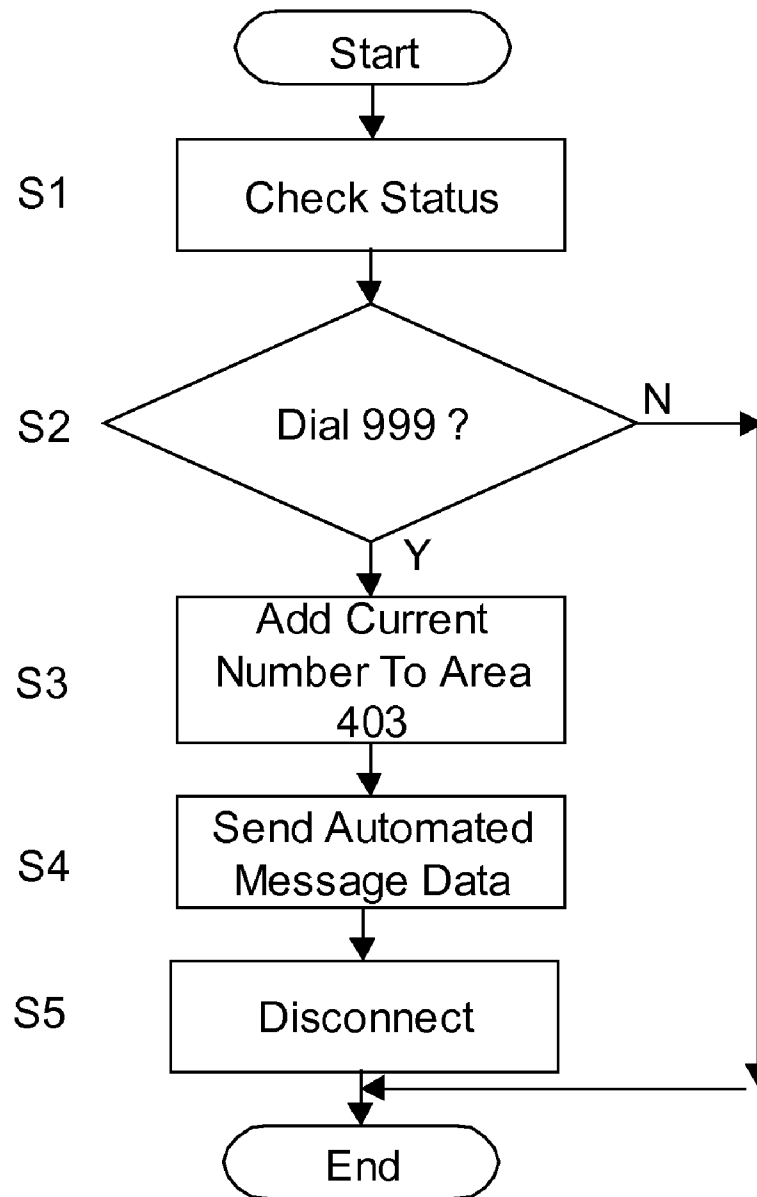 Start
S1
Check Status
S2
Dial 999 ?
N
Y
S3
Add Current
Number To Area
403
S4
Send Automated
Message Data
S5
Disconnect
End